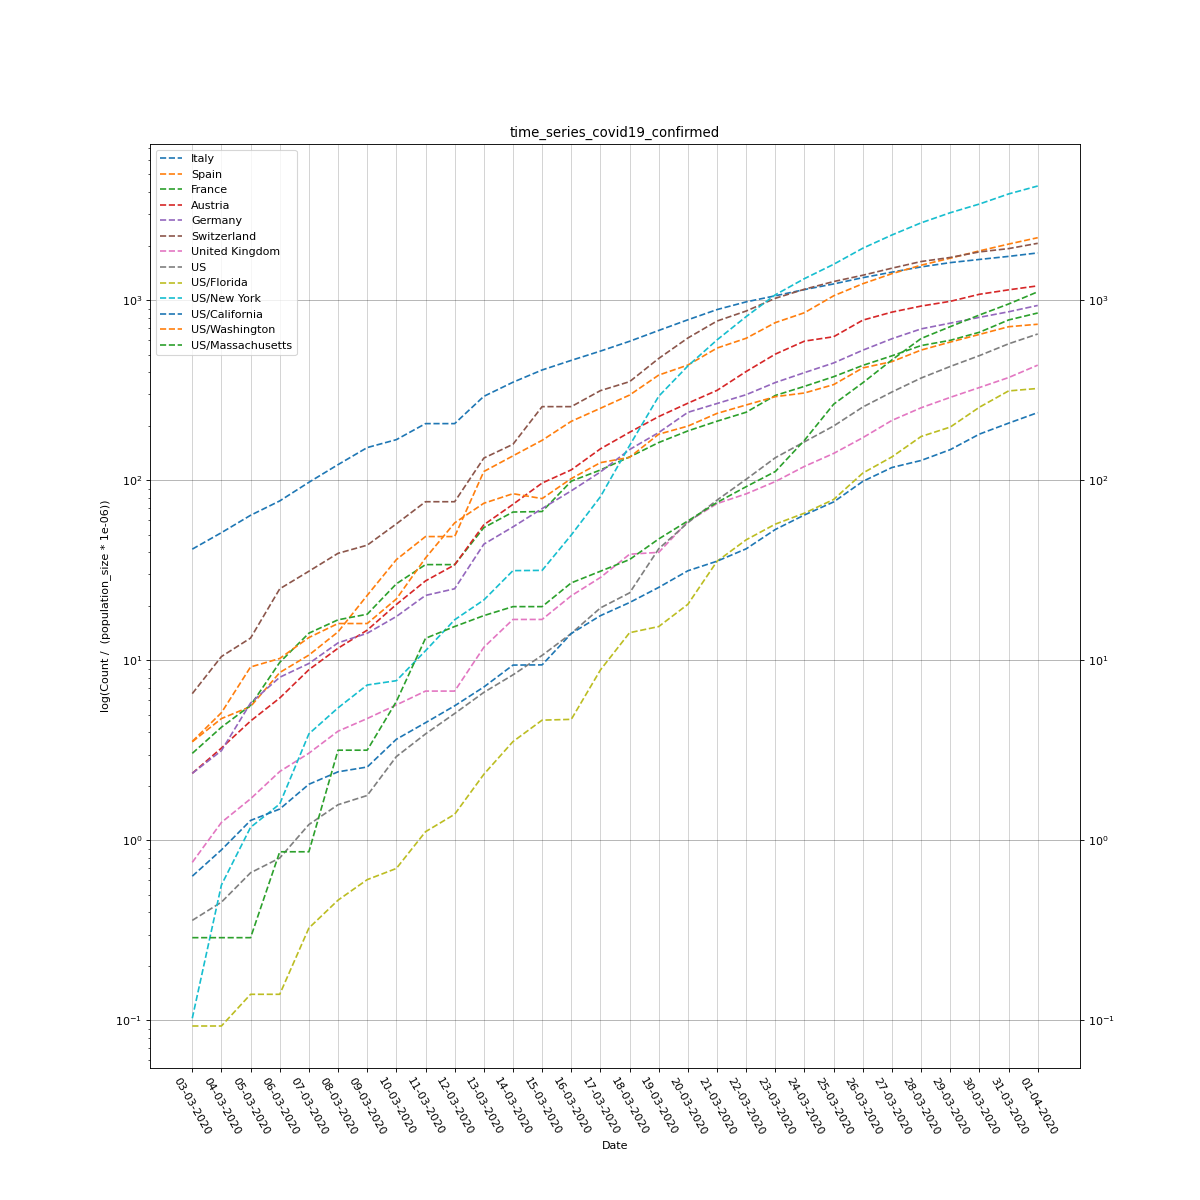 time_series_covid19_confirmed
Italy
Spain
France
Austria
Germany
Switzerland
United Kingdom
US
US/Florida
US/New York
US/California
US/Washington
US/Massachusetts
log(Count /  (population_size * 1e-06))
10³
10²
10¹
10⁰
10⁻¹
10³
10²
10¹
10⁰
10⁻¹
03-03-2020
04-03-2020
05-03-2020
06-03-2020
07-03-2020
08-03-2020
09-03-2020
10-03-2020
11-03-2020
12-03-2020
13-03-2020
14-03-2020
15-03-2020
16-03-2020
17-03-2020
18-03-2020
19-03-2020
20-03-2020
21-03-2020
22-03-2020
23-03-2020
24-03-2020
25-03-2020
26-03-2020
27-03-2020
28-03-2020
29-03-2020
30-03-2020
31-03-2020
01-04-2020
Date